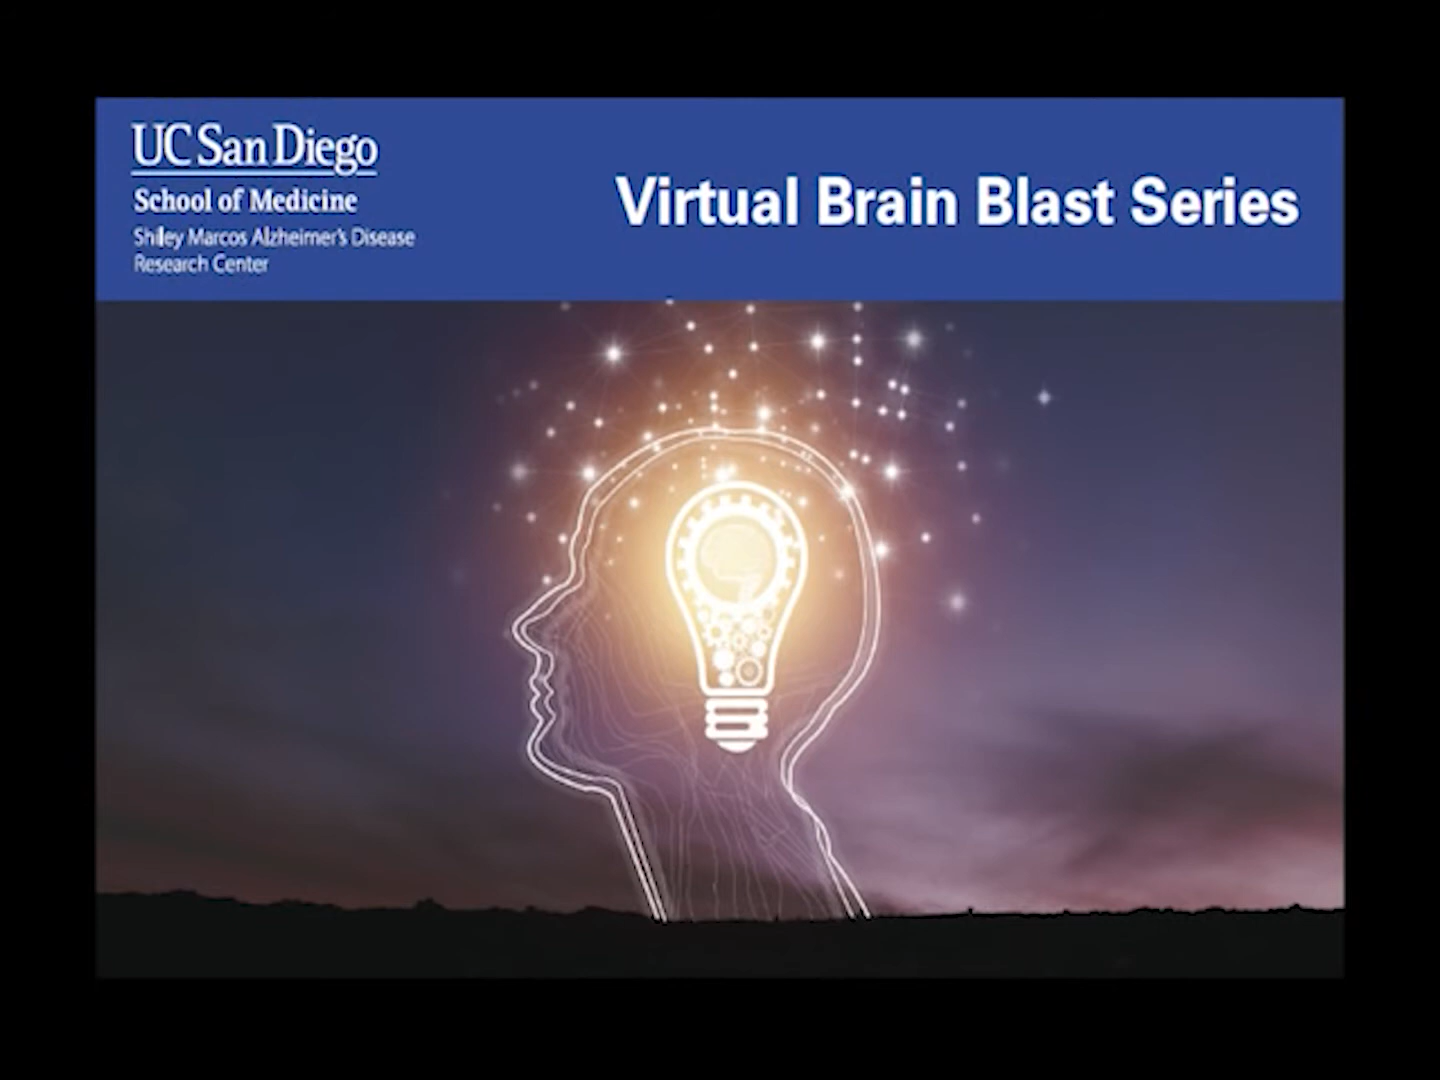 UC San Diego
School of Medicine
Shiley Marcos Alzheimer's Disease
Research Center
Virtual Brain Blast Series